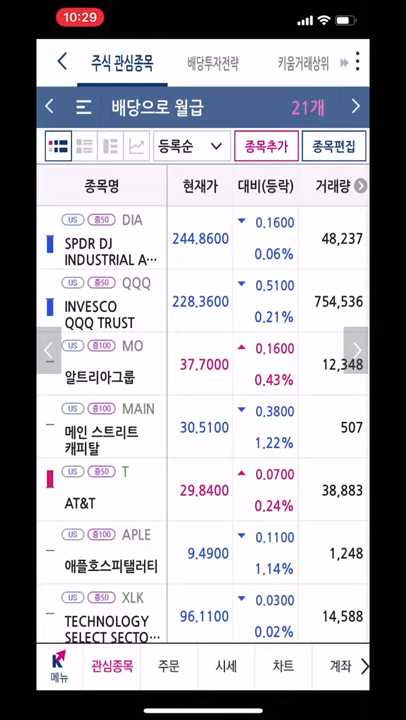 10:29
주식 관심종목
배당투자전략
키움거래상위
배당으로 월급
21개
등록순
종목추가
종목편집
종목명
현재가
대비(등락)
거래량
US 증50 DIA
SPDR DJ
INDUSTRIAL A…
244.8600
0.1600
0.06%
48,237
US 증50 QQQ
INVESCO
QQQ TRUST
228.3600
0.5100
0.21%
754,536
US 증100 MO
알트리아그룹
37.7000
0.1600
0.43%
12,348
US 증100 MAIN
메인 스트리트
캐피탈
30.5100
0.3800
1.22%
507
US 증50 T
AT&T
29.8400
0.0700
0.24%
38,883
US 증100 APLE
애플호스피탤러티
9.4900
0.1100
1.14%
1,248
US 증50 XLK
TECHNOLOGY
SELECT SECTO…
96.1100
0.0300
0.02%
14,588
K
메뉴
관심종목
주문
시세
차트
계좌